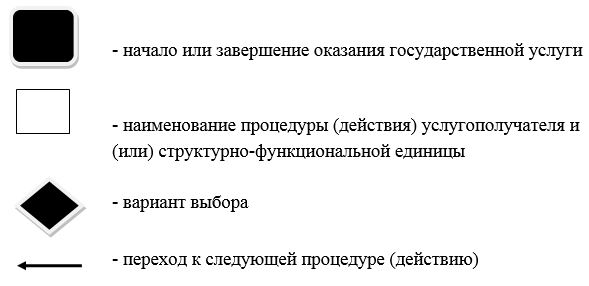 - начало или завершение оказания государственной услуги
- наименование процедуры (действия) услугополучателя и
(или) структурно-функциональной единицы
- вариант выбора
- переход к следующей процедуре (действию)